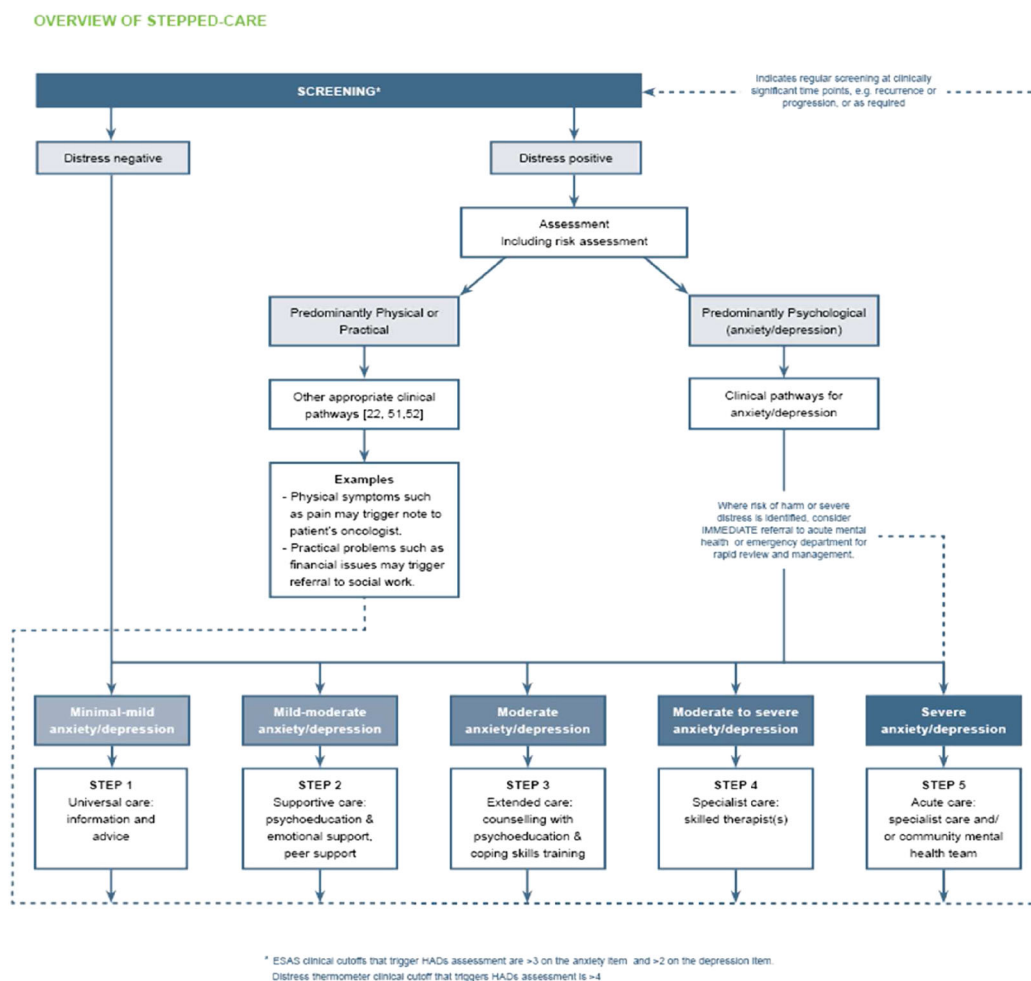 OVERVIEW OF STEPPED-CARE
SCREENING*
Indicates regular screening at clinically
significant time points, e.g. recurrence or
progression, or as required
Distress negative
Distress positive
Assessment
Including risk assessment
Predominantly Physical or
Practical
Predominantly Psychological
(anxiety/depression)
Other appropriate clinical
pathways [22, 51,52]
Clinical pathways for
anxiety/depression
Examples
- Physical symptoms such
as pain may trigger note to
patient's oncologist.
- Practical problems such as
financial issues may trigger
referral to social work.
Where risk of harm or severe
distress is identified, consider
IMMEDIATE referral to acute mental
health or emergency department for
rapid review and management.
Minimal-mild
anxiety/depression
Mild-moderate
anxiety/depression
Moderate
anxiety/depression
Moderate to severe
anxiety/depression
Severe
anxiety/depression
STEP 1
Universal care:
information and
advice
STEP 2
Supportive care:
psychoeducation &
emotional support,
peer support
STEP 3
Extended care:
counselling with
psychoeducation &
coping skills training
STEP 4
Specialist care:
skilled therapist(s)
STEP 5
Acute care:
specialist care and/
or community mental
health team
* ESAS clinical cutoffs that trigger HADs assessment are >3 on the anxiety item and >2 on the depression item.
Distress thermometer clinical cutoff that triggers HADs assessment is >4